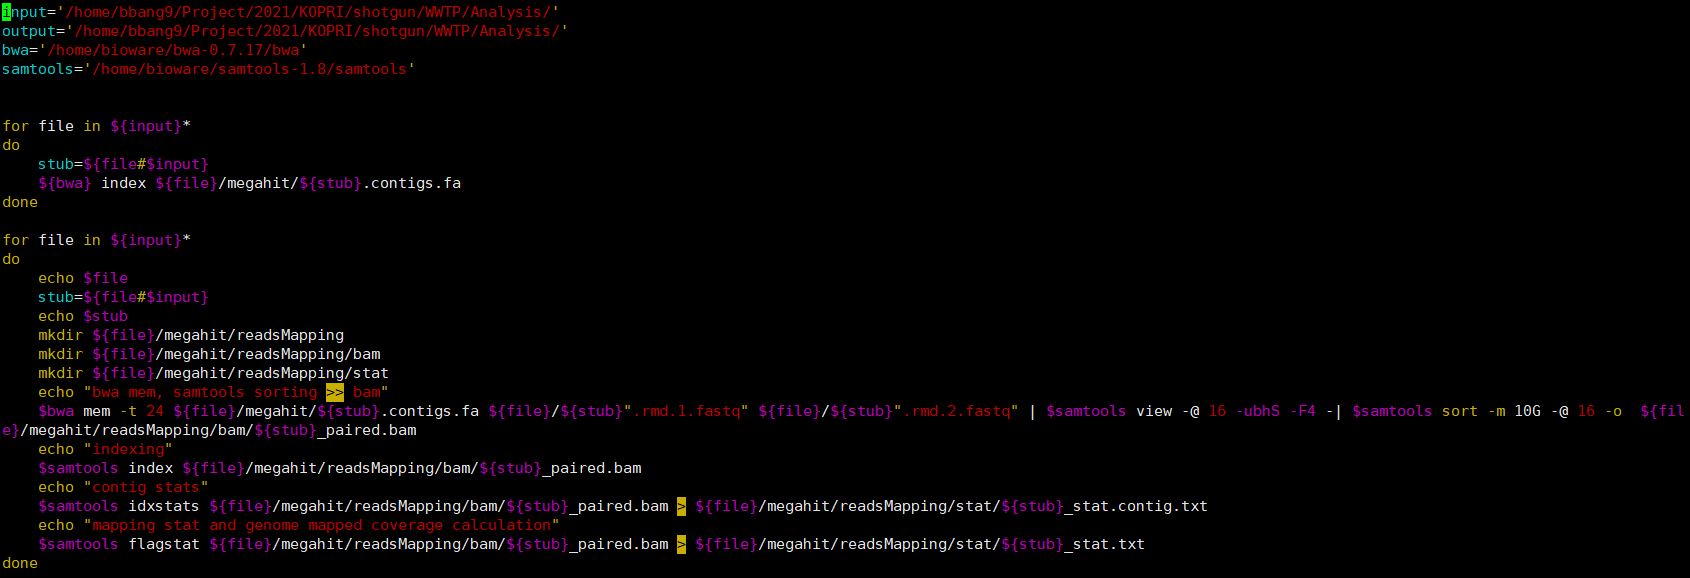 input='/home/bbang9/Project/2021/KOPRI/shotgun/WWTP/Analysis/'
output='/home/bbang9/Project/2021/KOPRI/shotgun/WWTP/Analysis/'
bwa='/home/bioware/bwa-0.7.17/bwa'
samtools='/home/bioware/samtools-1.8/samtools'
for file in ${input}*
do
    stub=${file#$input}
    ${bwa} index ${file}/megahit/${stub}.contigs.fa
done
for file in ${input}*
do
    echo $file
    stub=${file#$input}
    echo $stub
    mkdir ${file}/megahit/readsMapping
    mkdir ${file}/megahit/readsMapping/bam
    mkdir ${file}/megahit/readsMapping/stat
    echo "bwa mem, samtools sorting >> bam"
    $bwa mem -t 24 ${file}/megahit/${stub}.contigs.fa ${file}/${stub}".rmd.1.fastq" ${file}/${stub}".rmd.2.fastq" | $samtools view -@ 16 -ubhS -F4 -| $samtools sort -m 10G -@ 16 -o  ${fil
e}/megahit/readsMapping/bam/${stub}_paired.bam
    echo "indexing"
    $samtools index ${file}/megahit/readsMapping/bam/${stub}_paired.bam
    echo "contig stats"
    $samtools idxstats ${file}/megahit/readsMapping/bam/${stub}_paired.bam > ${file}/megahit/readsMapping/stat/${stub}_stat.contig.txt
    echo "mapping stat and genome mapped coverage calculation"
    $samtools flagstat ${file}/megahit/readsMapping/bam/${stub}_paired.bam > ${file}/megahit/readsMapping/stat/${stub}_stat.txt
done